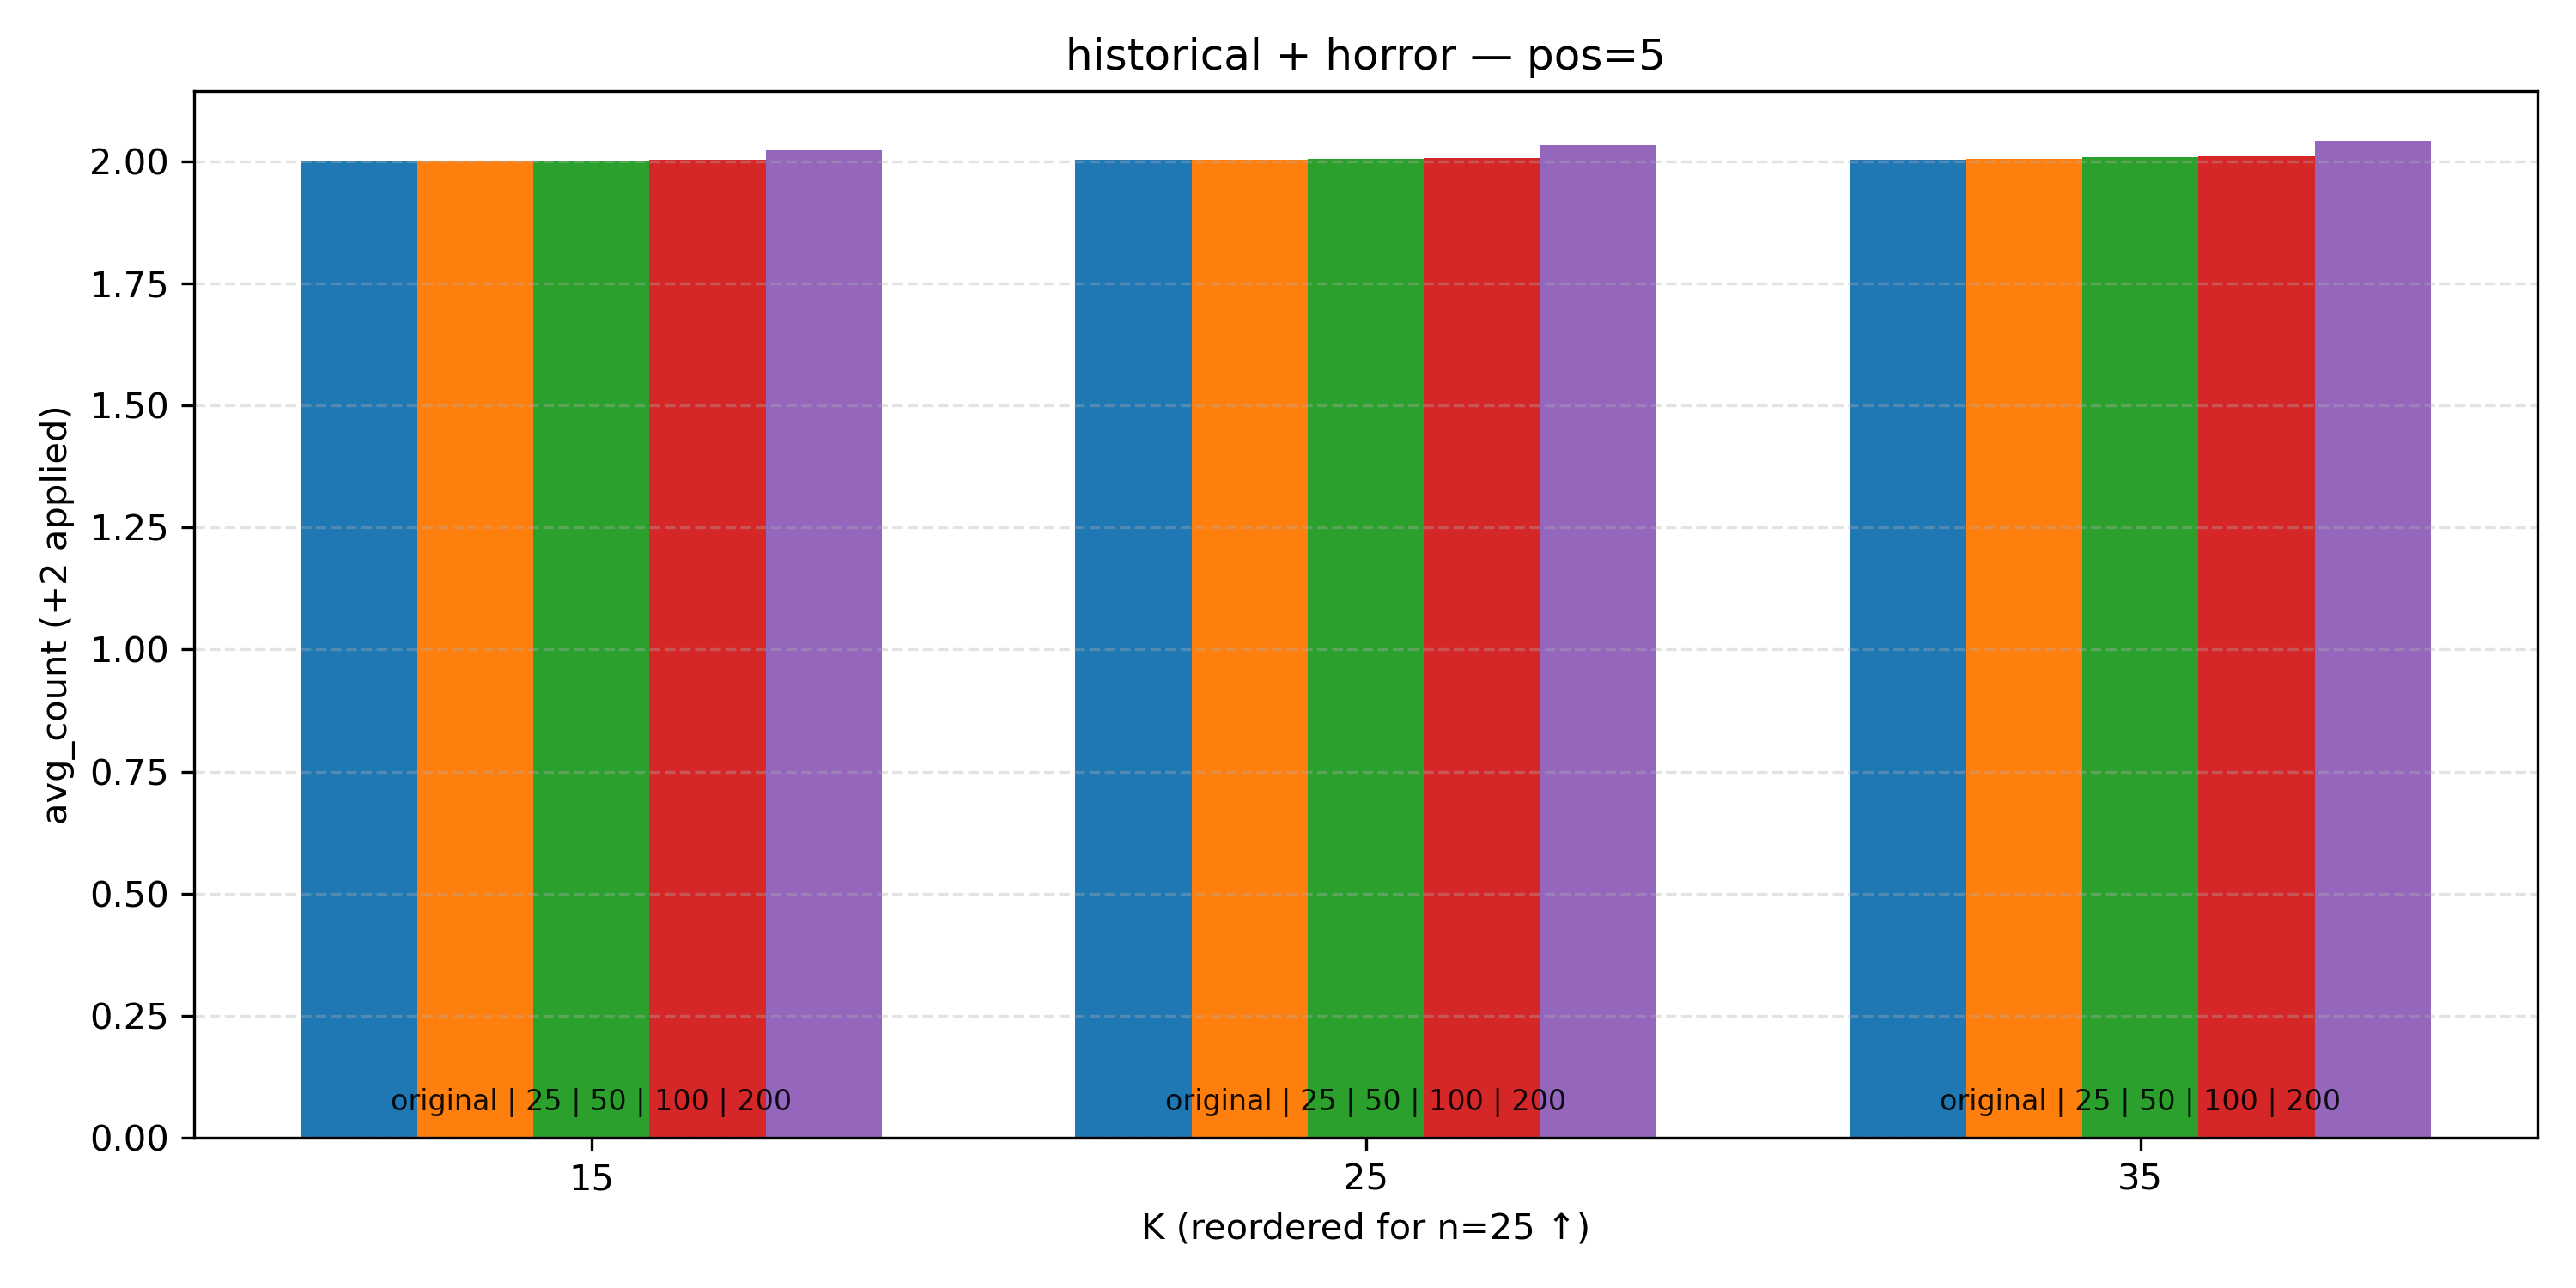 historical + horror — pos=5
avg_count (+2 applied)
2.00
1.75
1.50
1.25
1.00
0.75
0.50
0.25
0.00
original | 25 | 50 | 100 | 200
original | 25 | 50 | 100 | 200
original | 25 | 50 | 100 | 200
15
25
35
K (reordered for n=25 ↑)